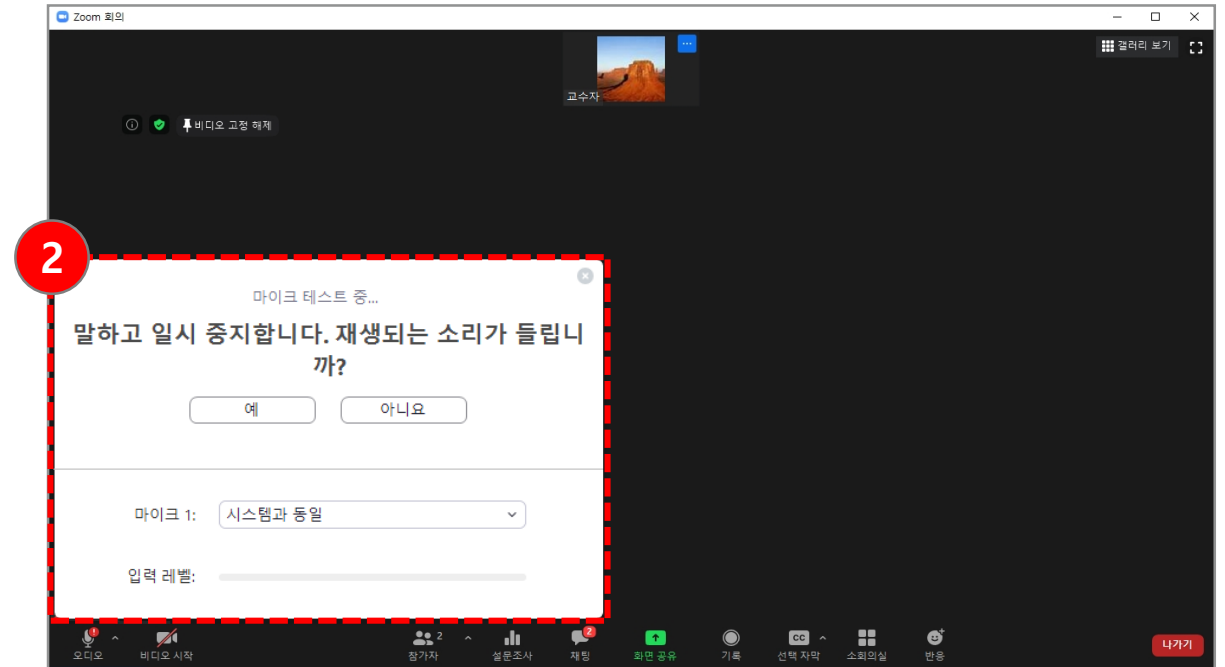 Zoom 회의
갤러리 보기
교수자
비디오 고정 해제
2
마이크 테스트 중...
말하고 일시 중지합니다. 재생되는 소리가 들립니
까?
예
아니요
마이크 1:
시스템과 동일
입력 레벨:
오디오
비디오 시작
2
참가자
설문조사
2
채팅
화면 공유
기록
CC
선택 자막
소회의실
반응
나가기